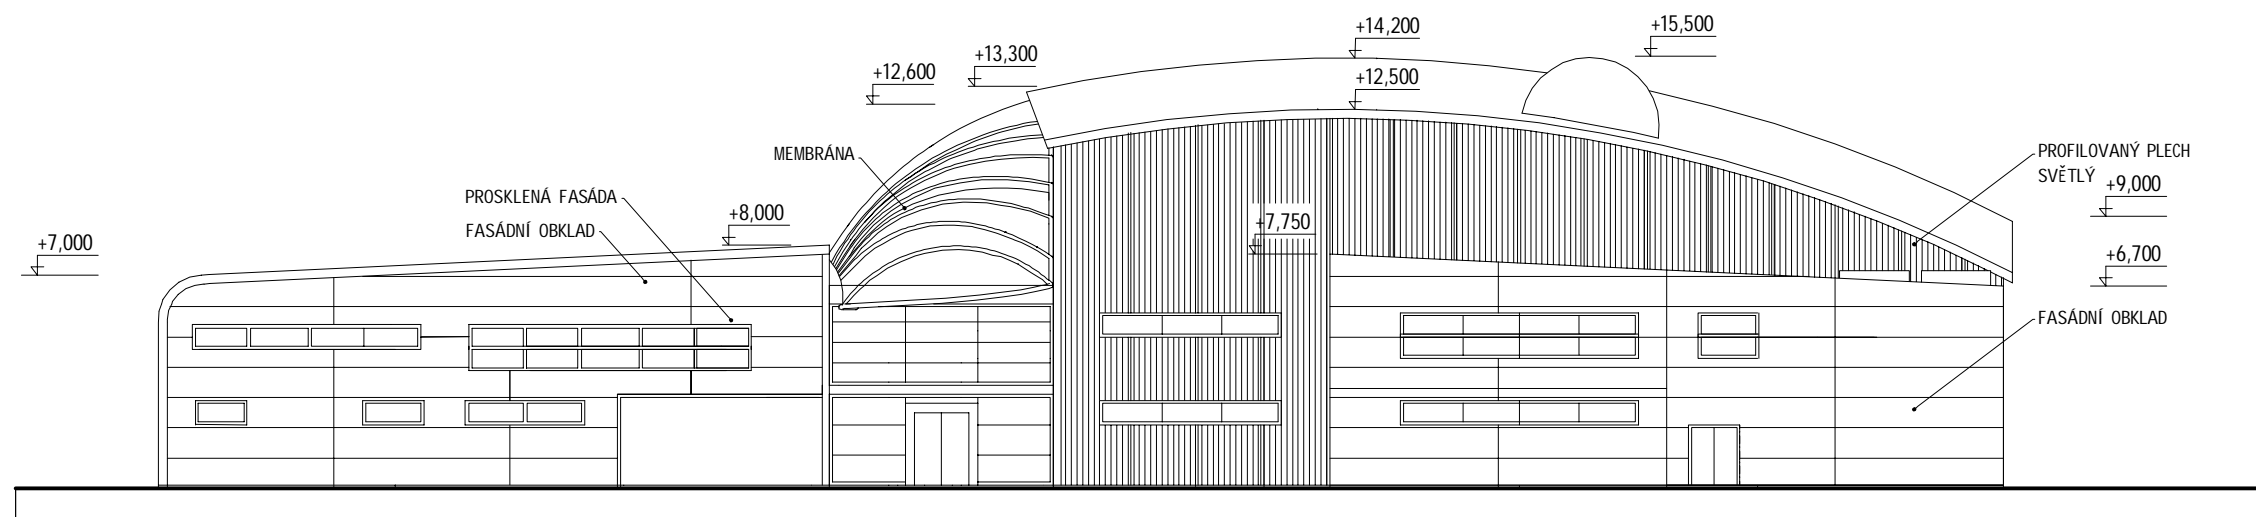 +14,200
+15,500
+13,300
+12,600
+12,500
MEMBRÁNA
PROFILOVANÝ PLECH
SVĚTLÝ
+9,000
PROSKLENÁ FASÁDA
+8,000
FASÁDNÍ OBKLAD
+7,750
+7,000
+6,700
FASÁDNÍ OBKLAD